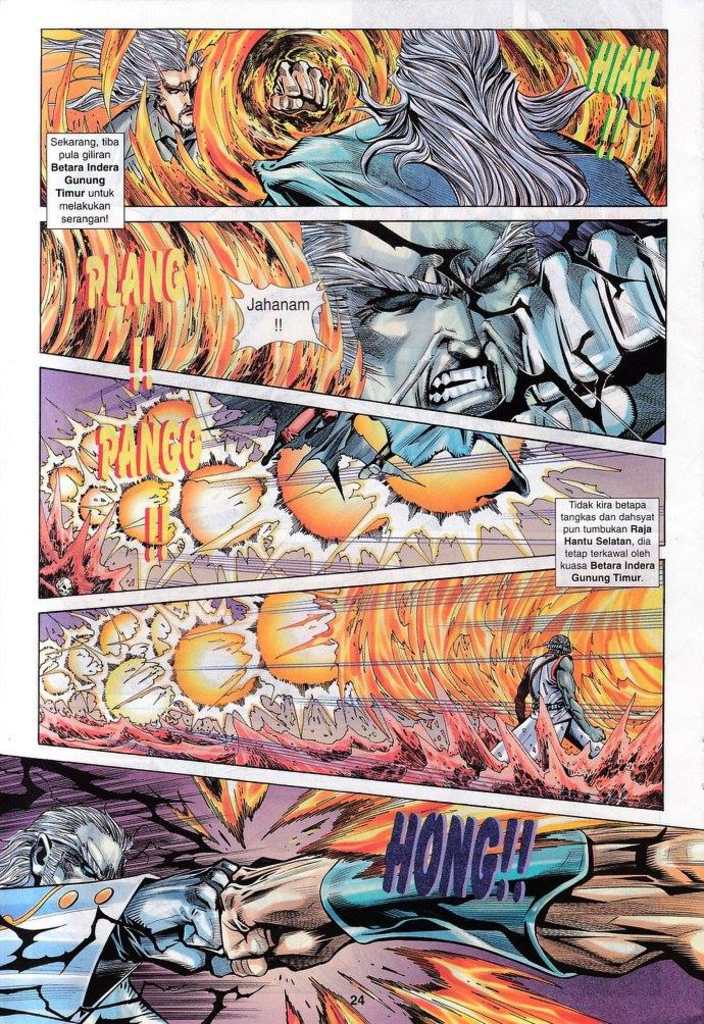 HIAH
!!
Sekarang, tiba
pula giliran
Betara Indera
Gunung
Timur untuk
melakukan
serangan!
PLANG
!!
Jahanam
!!
PANGG
!!
Tidak kira betapa
tangkas dan dahsyat
pun tumbukan Raja
Hantu Selatan, dia
tetap terkawal oleh
kuasa Betara Indera
Gunung Timur.
HONG!!
24